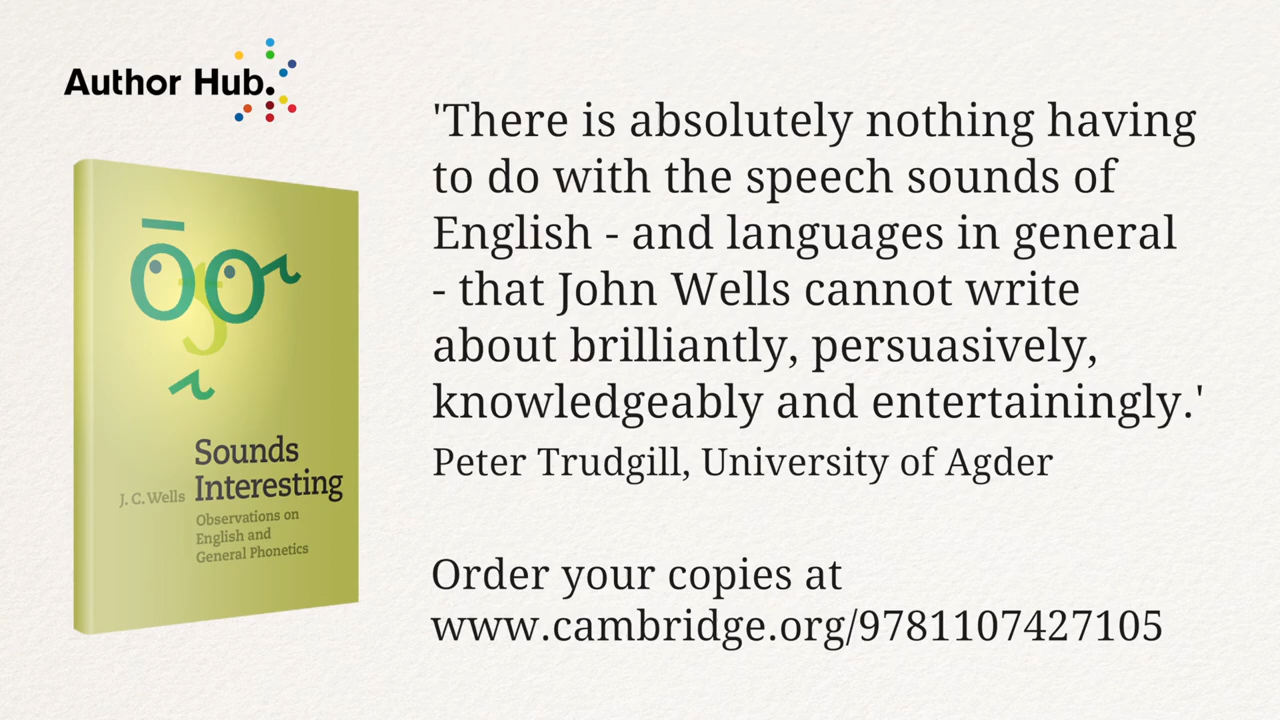 Author Hub.
'There is absolutely nothing having
to do with the speech sounds of
English - and languages in general
- that John Wells cannot write
about brilliantly, persuasively,
knowledgeably and entertainingly.'
Peter Trudgill, University of Agder
Order your copies at
www.cambridge.org/9781107427105
Sounds
Interesting
J. C. Wells
Observations on
English and
General Phonetics